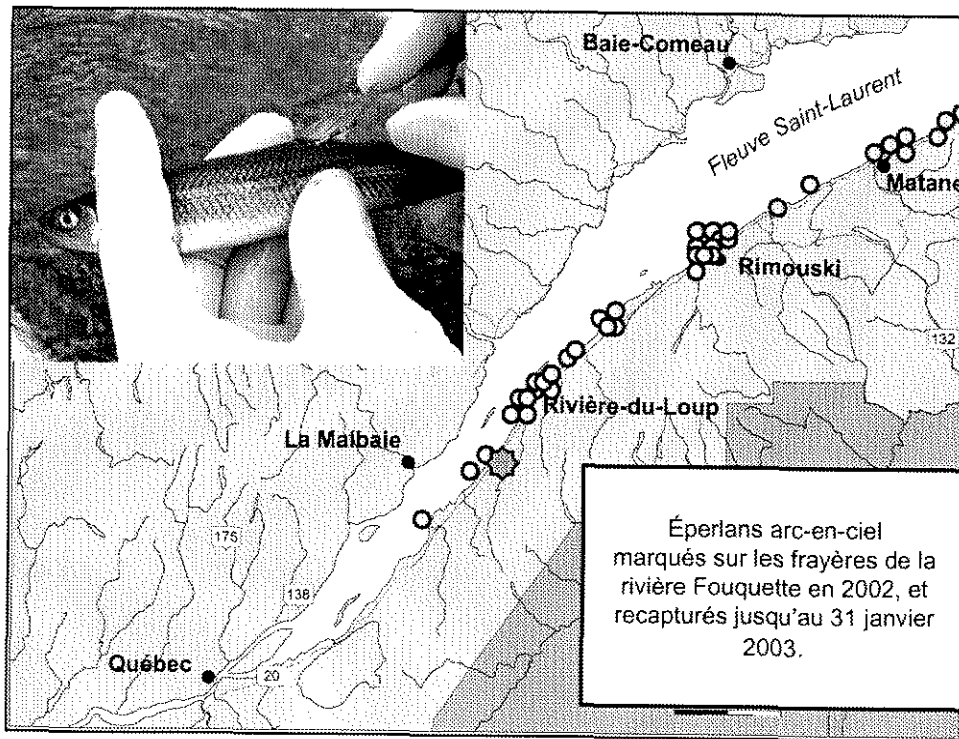 Baie-Comeau
Fleuve Saint-Laurent
Matane
Rimouski
132
Rivière-du-Loup
La Malbaie
175
138
Québec
20
Éperlans arc-en-ciel
marqués sur les frayères de la
rivière Fouquette en 2002, et
recapturés jusqu'au 31 janvier
2003.